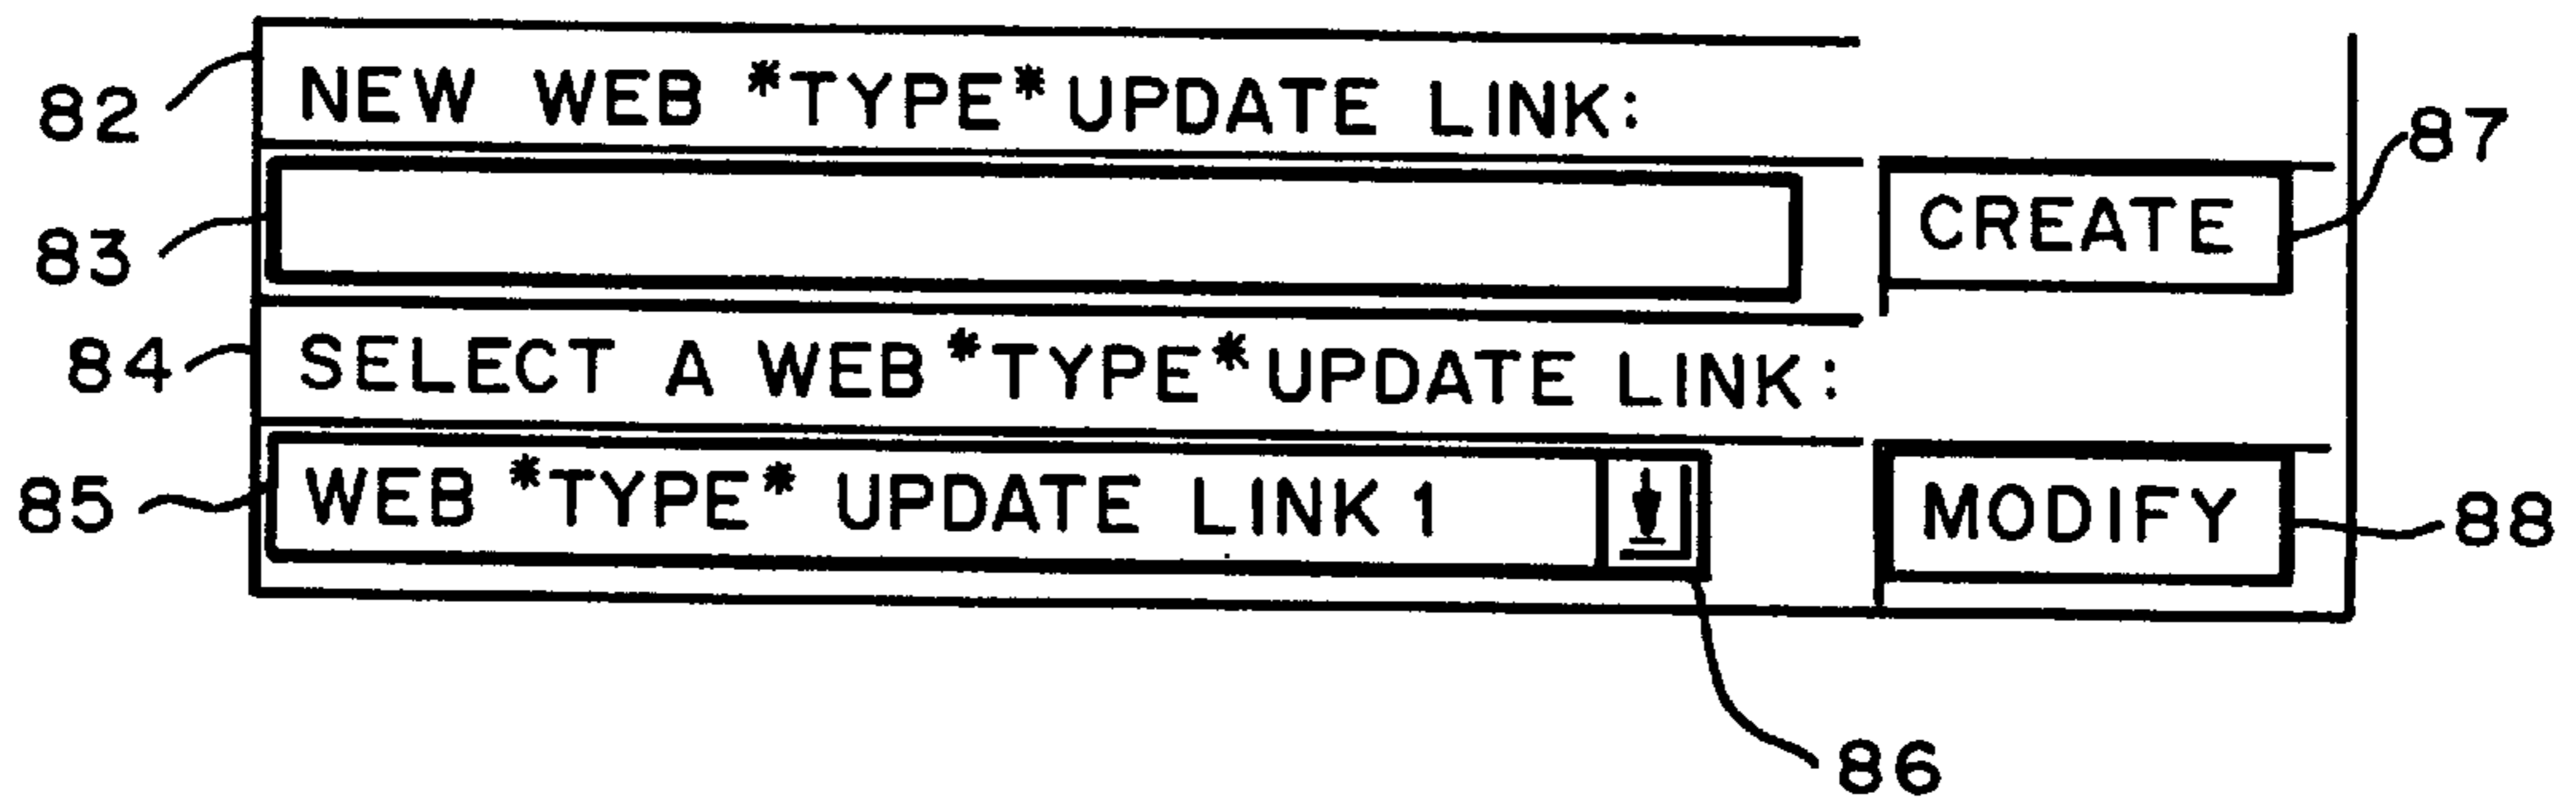 82 NEW WEB *TYPE* UPDATE LINK:
83 CREATE 87
84 SELECT A WEB *TYPE* UPDATE LINK:
85 WEB *TYPE* UPDATE LINK 1 MODIFY 88
86